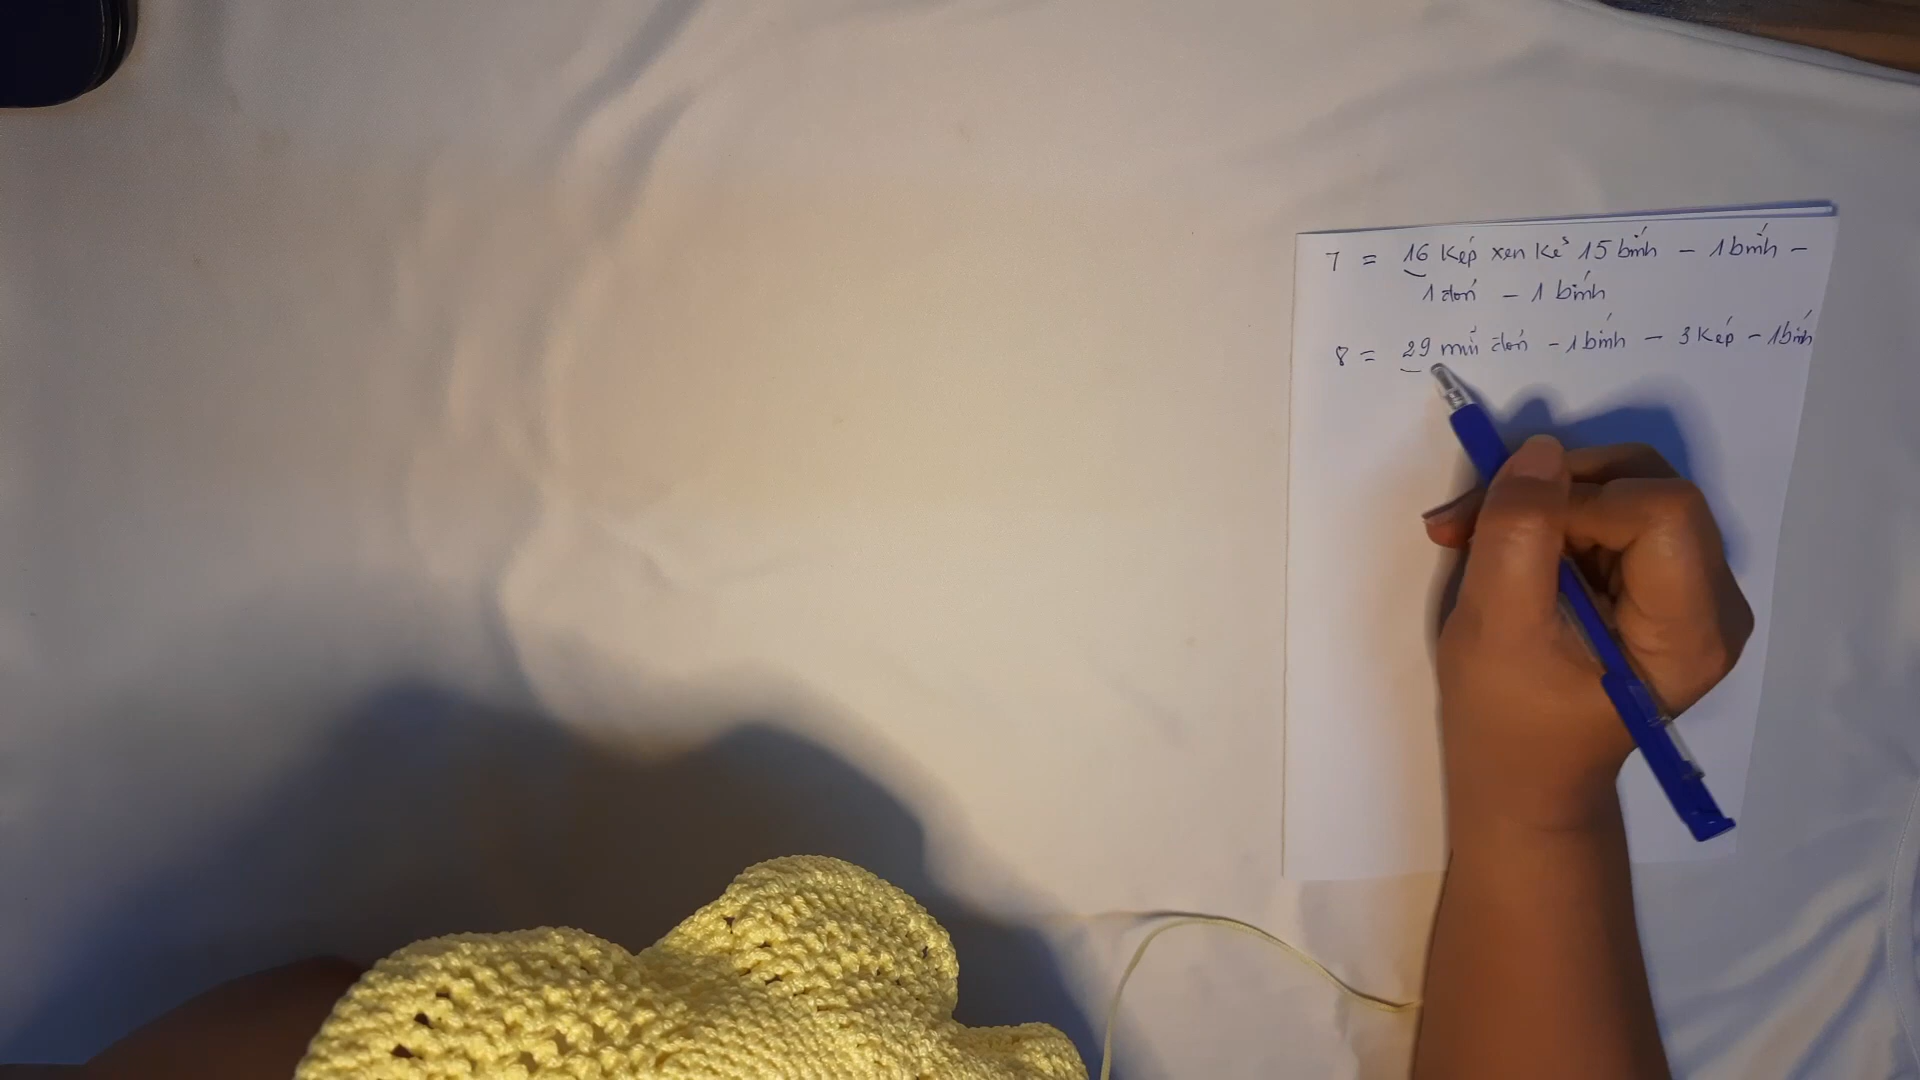 7 = 16 kép xen kẽ 15 bính - 1 bính -
1 đơn - 1 bính
8 = 29 mũi đơn - 1 bính - 3 kép - 1 bính